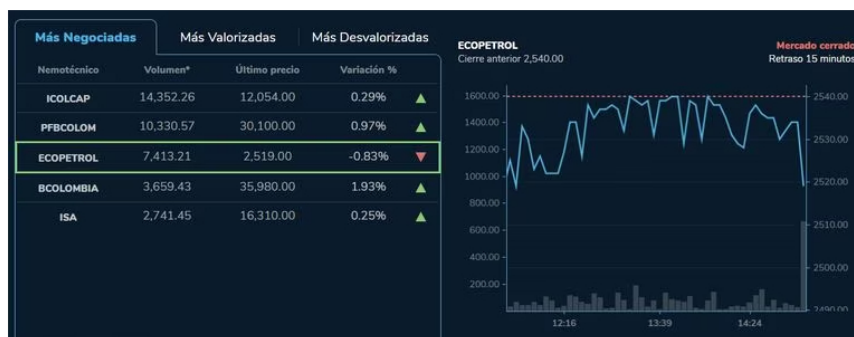 Más Negociadas Más Valorizadas Más Desvalorizadas
Nemotécnico Volumen* Último precio Variación %
ICOLCAP 14,352.26 12,054.00 0.29%
PFBCOLOM 10,330.57 30,100.00 0.97%
ECOPETROL 7,413.21 2,519.00 -0.83%
BCOLOMBIA 3,659.43 35,980.00 1.93%
ISA 2,741.45 16,310.00 0.25%
ECOPETROL Mercado cerrado
Cierre anterior 2,540.00 Retraso 15 minutos
1600.00 2540.00
1400.00
2530.00
1200.00
1000.00 2520.00
800.00
2510.00
600.00
400.00 2500.00
200.00
2490.00
12:16 13:39 14:24